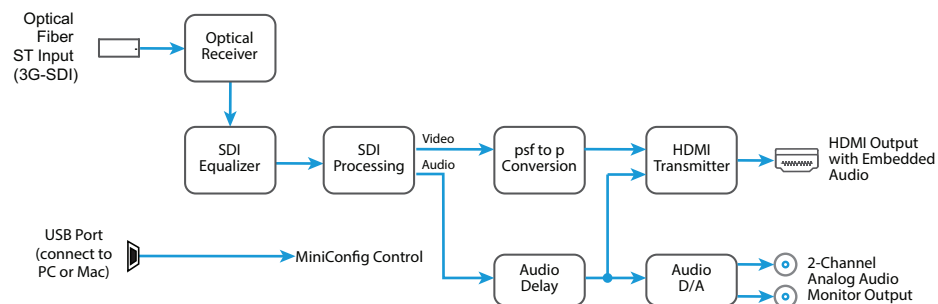 Optical
Fiber
ST Input
(3G-SDI)
Optical
Receiver
SDI
Equalizer
SDI
Processing
Video
Audio
psf to p
Conversion
HDMI
Transmitter
HDMI Output
with Embedded
Audio
USB Port
(connect to
PC or Mac)
MiniConfig Control
Audio
Delay
Audio
D/A
2-Channel
Analog Audio
Monitor Output